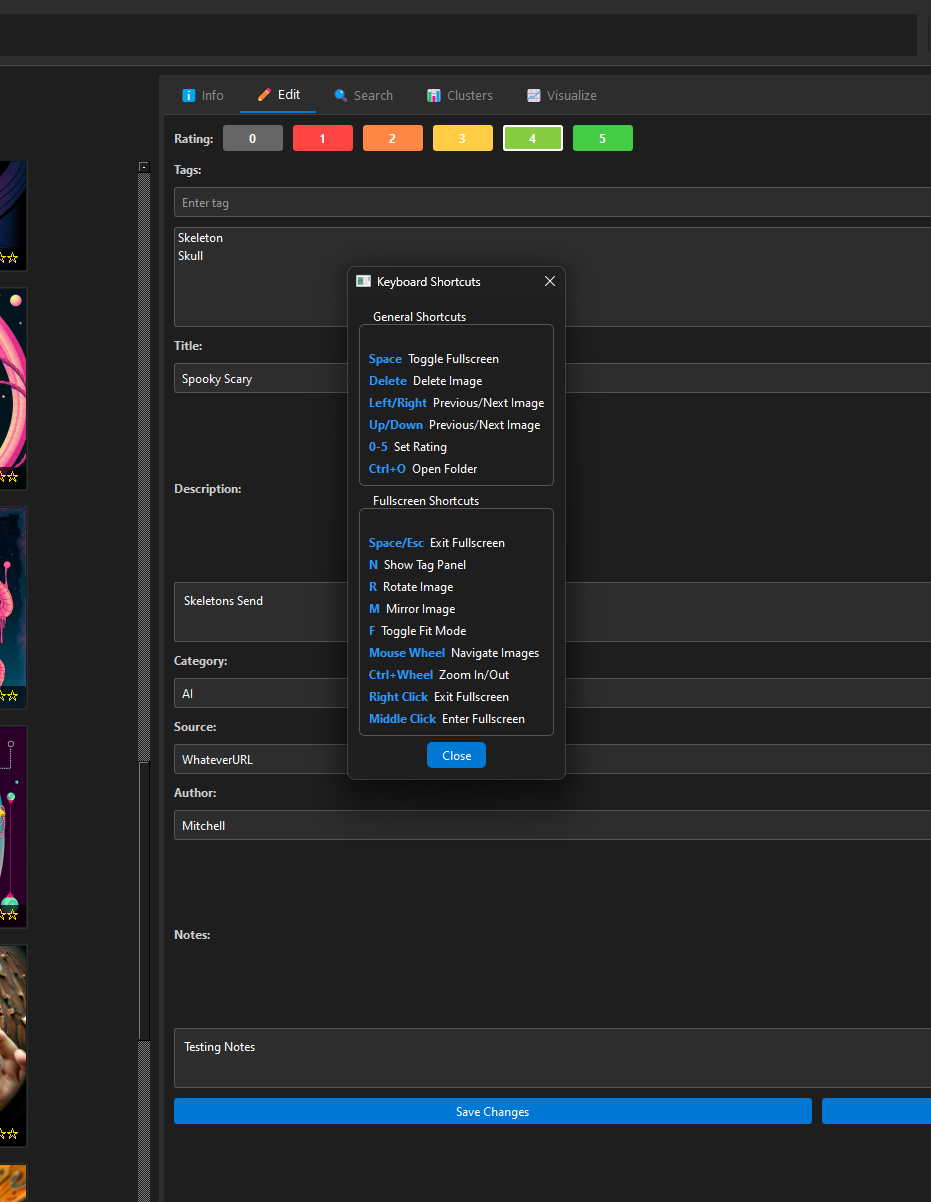 Info Edit Search Clusters Visualize
Rating: 0 1 2 3 4 5
Tags:
Enter tag
Skeleton
Skull
Title:
Spooky Scary
Description:
Skeletons Send
Category:
AI
Source:
WhateverURL
Author:
Mitchell
Notes:
Testing Notes
Save Changes
Keyboard Shortcuts
General Shortcuts
Space Toggle Fullscreen
Delete Delete Image
Left/Right Previous/Next Image
Up/Down Previous/Next Image
0-5 Set Rating
Ctrl+O Open Folder
Fullscreen Shortcuts
Space/Esc Exit Fullscreen
N Show Tag Panel
R Rotate Image
M Mirror Image
F Toggle Fit Mode
Mouse Wheel Navigate Images
Ctrl+Wheel Zoom In/Out
Right Click Exit Fullscreen
Middle Click Enter Fullscreen
Close